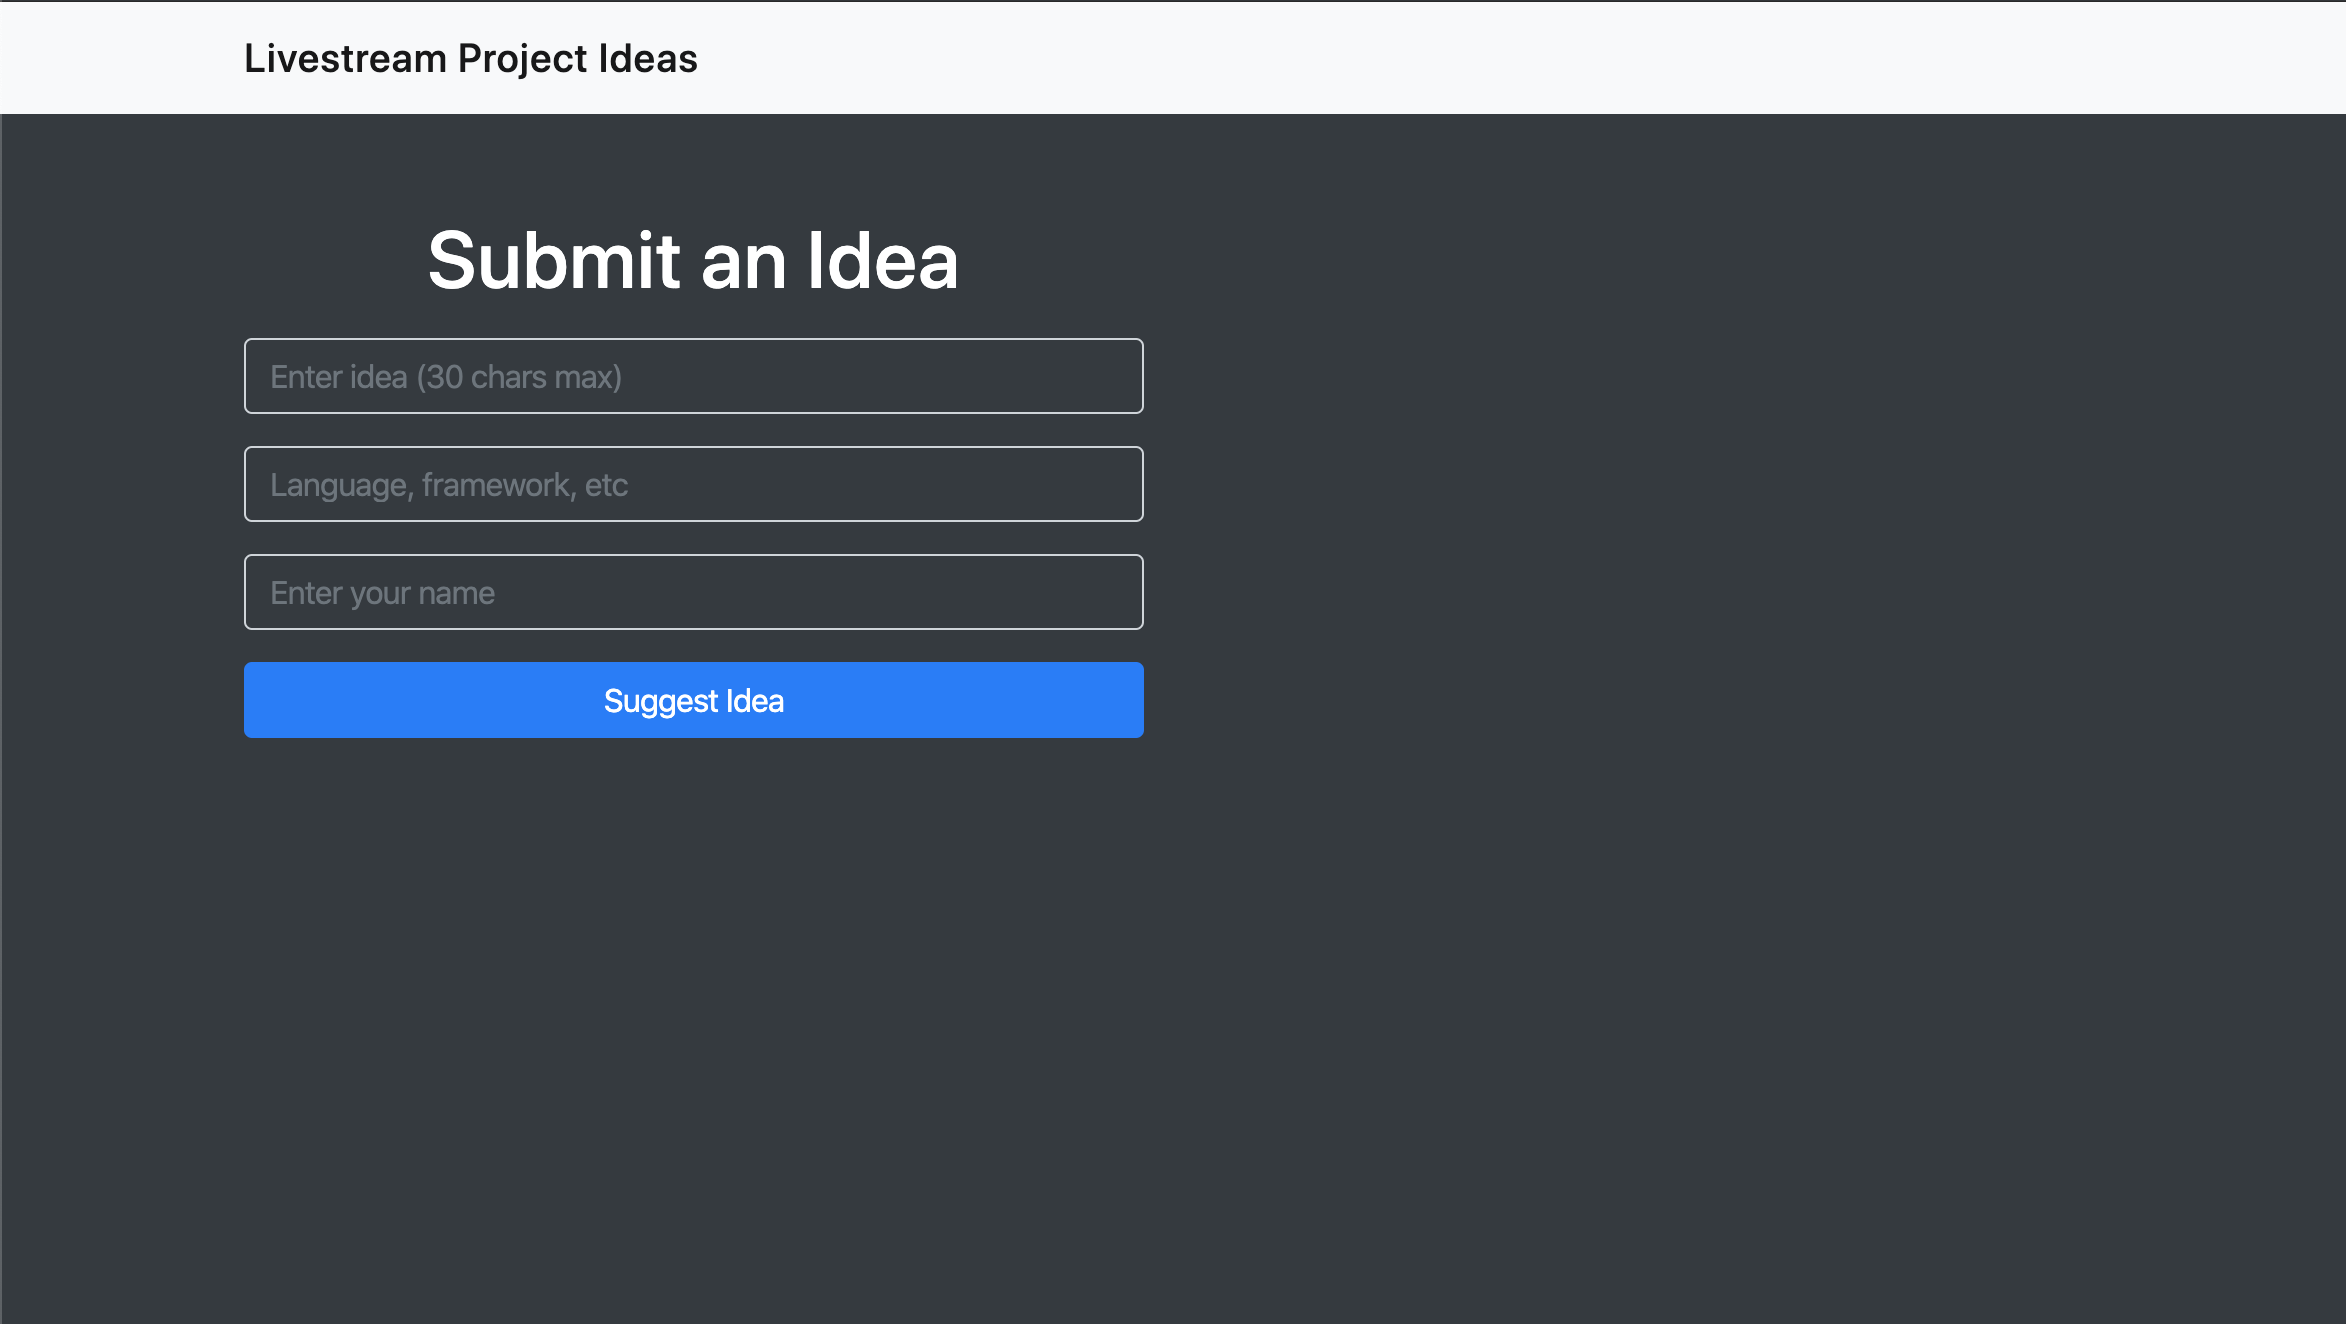 Livestream Project Ideas
Submit an Idea
Enter idea (30 chars max)
Language, framework, etc
Enter your name
Suggest Idea